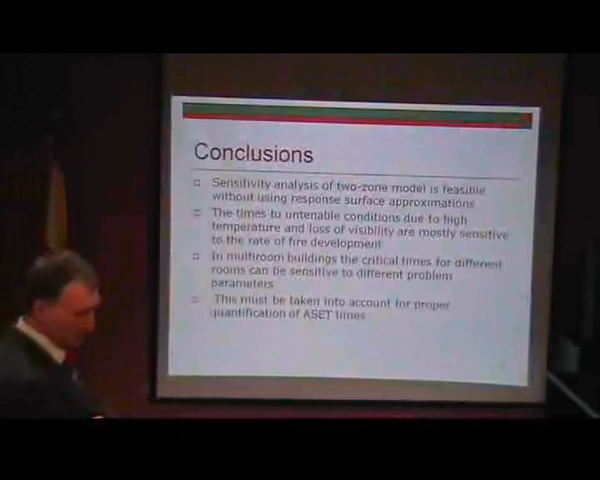 Conclusions
Sensitivity analysis of two-zone model is feasible
without using response surface approximations
The times to untenable conditions due to high
temperature and loss of visibility are mostly sensitive
to the rate of fire development
In multiroom buildings the critical times for different
rooms can be sensitive to different problem
parameters
This must be taken into account for proper
quantification of ASET times